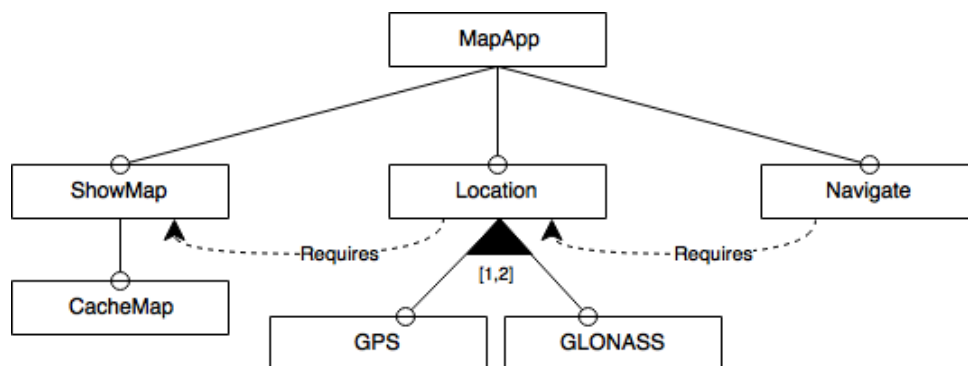 MapApp
ShowMap
Location
Navigate
Requires
Requires
[1,2]
CacheMap
GPS
GLONASS